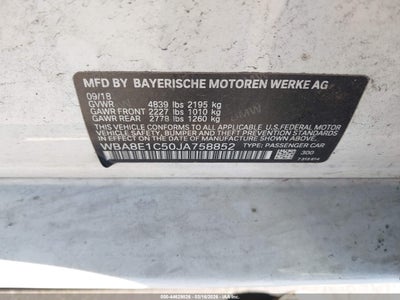 MFD BY BAYERISCHE MOTOREN WERKE AG
09/18
GVWR 4839 lbs 2195 kg
GAWR FRONT 2227 lbs 1010 kg
GAWR REAR 2778 lbs 1260 kg
THIS VEHICLE CONFORMS TO ALL APPLICABLE U.S.FEDERAL MOTOR
VEHICLE SAFETY, BUMPER AND THEFT PREVENTION
STANDARDS IN EFFECT ON THE DATE OF MANUFACTURE SHOWN ABOVE.
WBA8E1C50JA758852 TYPE: PASSENGER CAR
300